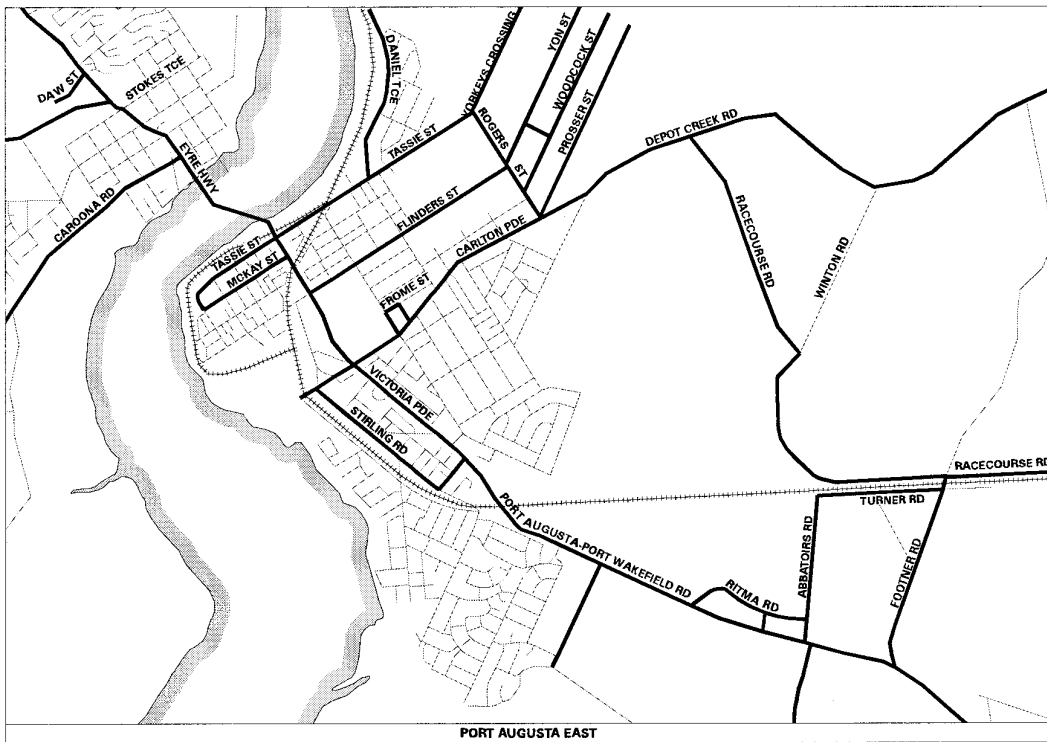 DAW ST
STOKES TCE
DANIEL TCE
YORKEYS CROSSING
YON ST
WOODCOCK ST
PROSSER ST
TASSIE ST
ROGERS ST
DEPOT CREEK RD
EYRE HWY
CAROONA RD
FLINDERS ST
CARLTON PDE
RACECOURSE RD
WINTON RD
TASSIE ST
MCKAY ST
FROME ST
VICTORIA PDE
STIRLING RD
RACECOURSE RD
TURNER RD
PORT AUGUSTA-PORT WAKEFIELD RD
ABBATOIRS RD
RITMA RD
FOOTNER RD
PORT AUGUSTA EAST